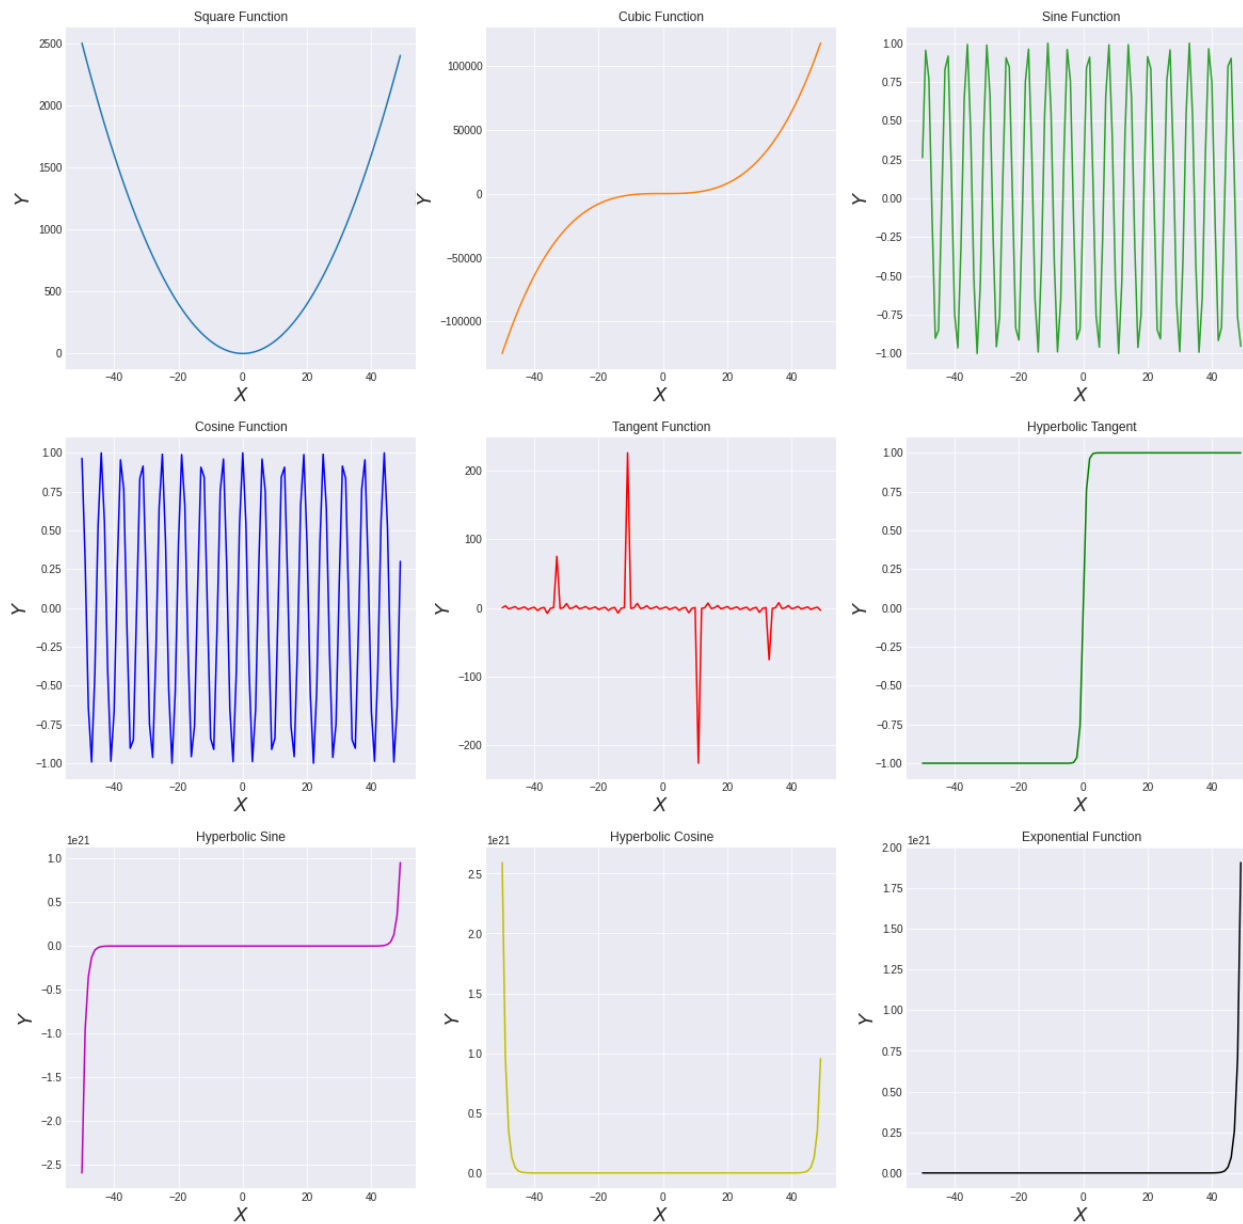 Square Function
2500
2000
1500
1000
500
0
Y
−40 −20 0 20 40
X
Cubic Function
100000
50000
0
−50000
−100000
Y
−40 −20 0 20 40
X
Sine Function
1.00
0.75
0.50
0.25
0.00
−0.25
−0.50
−0.75
−1.00
Y
−40 −20 0 20 40
X
Cosine Function
1.00
0.75
0.50
0.25
0.00
−0.25
−0.50
−0.75
−1.00
Y
−40 −20 0 20 40
X
Tangent Function
200
100
0
−100
−200
Y
−40 −20 0 20 40
X
Hyperbolic Tangent
1.00
0.75
0.50
0.25
0.00
−0.25
−0.50
−0.75
−1.00
Y
−40 −20 0 20 40
X
Hyperbolic Sine
1e21
1.0
0.5
0.0
−0.5
−1.0
−1.5
−2.0
−2.5
Y
−40 −20 0 20 40
X
Hyperbolic Cosine
1e21
2.5
2.0
1.5
1.0
0.5
0.0
Y
−40 −20 0 20 40
X
Exponential Function
1e21
2.00
1.75
1.50
1.25
1.00
0.75
0.50
0.25
0.00
Y
−40 −20 0 20 40
X